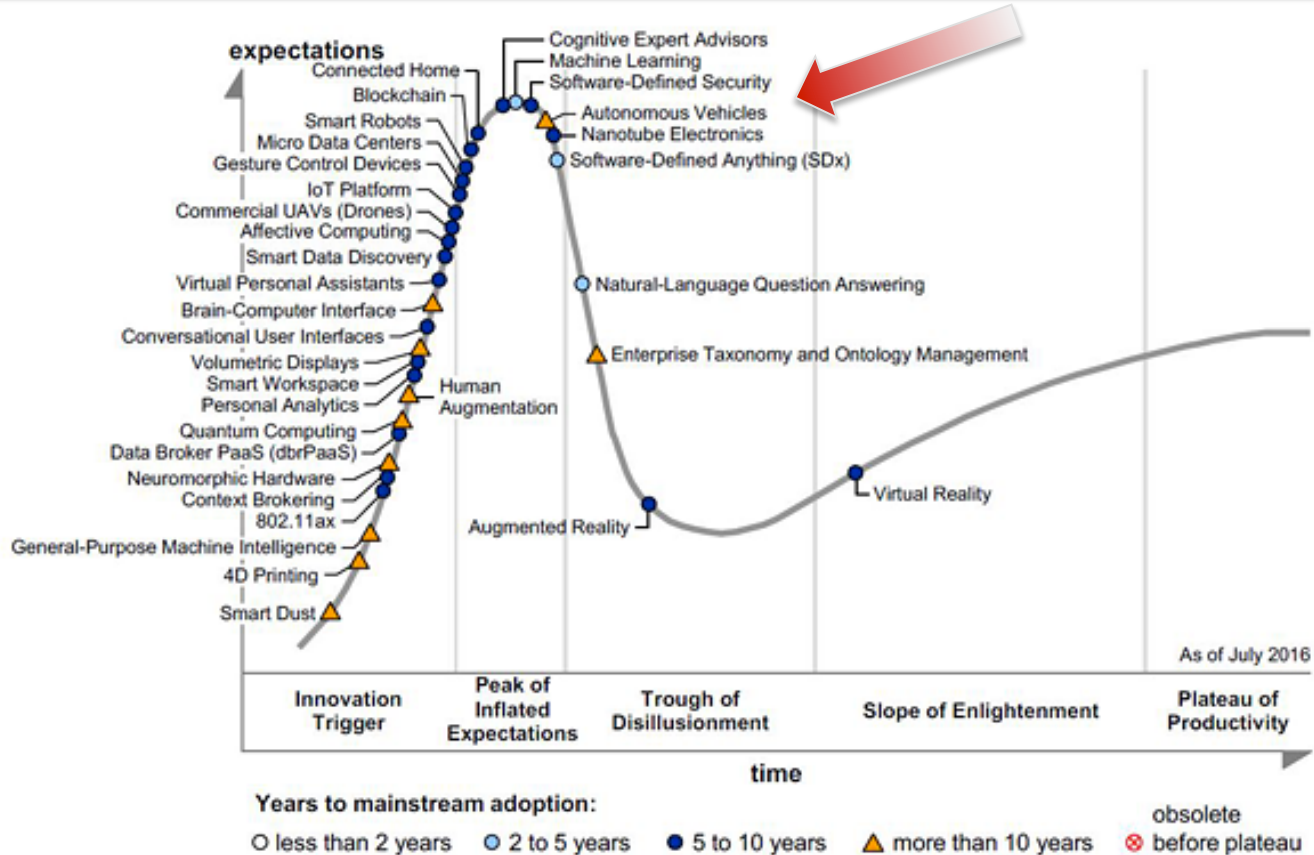 expectations
Connected Home
Blockchain
Smart Robots
Micro Data Centers
Gesture Control Devices
IoT Platform
Commercial UAVs (Drones)
Affective Computing
Smart Data Discovery
Virtual Personal Assistants
Brain-Computer Interface
Conversational User Interfaces
Volumetric Displays
Smart Workspace
Personal Analytics
Quantum Computing
Data Broker PaaS (dbrPaaS)
Neuromorphic Hardware
Context Brokering
802.11ax
General-Purpose Machine Intelligence
4D Printing
Smart Dust
Human
Augmentation
Cognitive Expert Advisors
Machine Learning
Software-Defined Security
Autonomous Vehicles
Nanotube Electronics
Software-Defined Anything (SDx)
Natural-Language Question Answering
Enterprise Taxonomy and Ontology Management
Augmented Reality
Virtual Reality
As of July 2016
Innovation
Trigger
Peak of
Inflated
Expectations
Trough of
Disillusionment
Slope of Enlightenment
Plateau of
Productivity
time
Years to mainstream adoption:
less than 2 years
2 to 5 years
5 to 10 years
more than 10 years
obsolete
before plateau